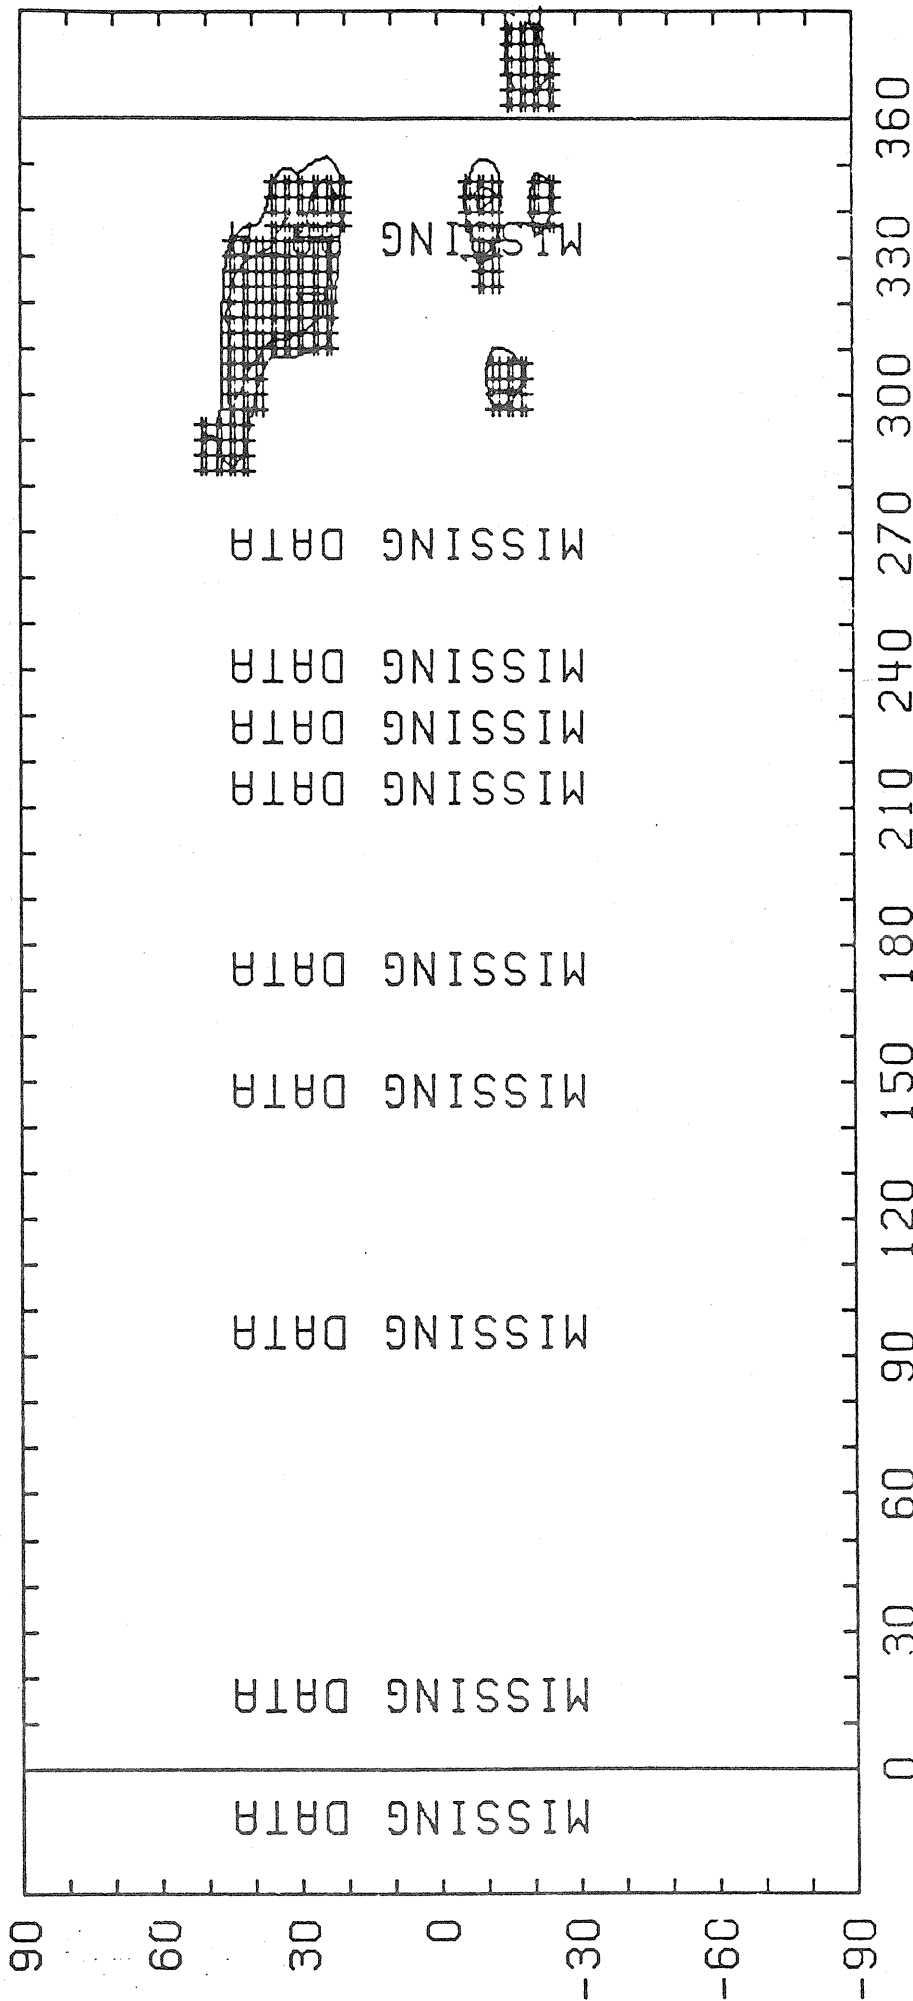 90
60
30
0
-30
-60
-90
MISSING DATA
MISSING DATA
MISSING DATA
MISSING DATA
MISSING DATA
MISSING DATA
MISSING DATA
MISSING DATA
MISSING DATA
MISSING
0 30 60 90 120 150 180 210 240 270 300 330 360